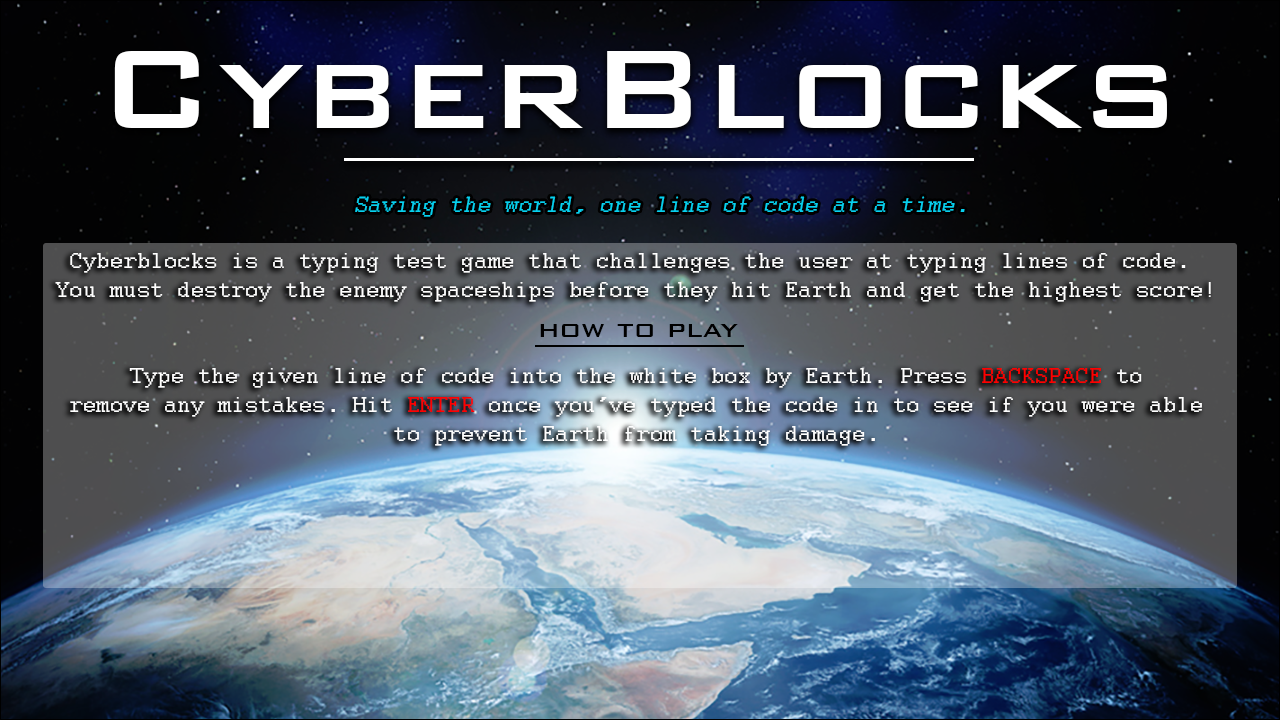 CyberBlocks
Saving the world, one line of code at a time.
Cyberblocks is a typing test game that challenges the user at typing lines of code.
You must destroy the enemy spaceships before they hit Earth and get the highest score!
HOW TO PLAY
Type the given line of code into the white box by Earth. Press BACKSPACE to
remove any mistakes. Hit ENTER once you've typed the code in to see if you were able
to prevent Earth from taking damage.